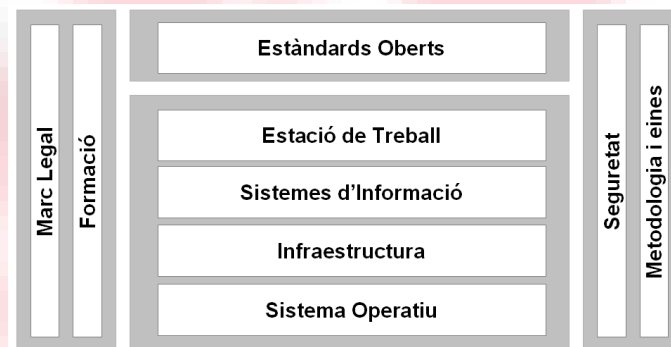 Marc Legal
Formació
Estàndards Oberts
Estació de Treball
Sistemes d’Informació
Infraestructura
Sistema Operatiu
Seguretat
Metodologia i eines